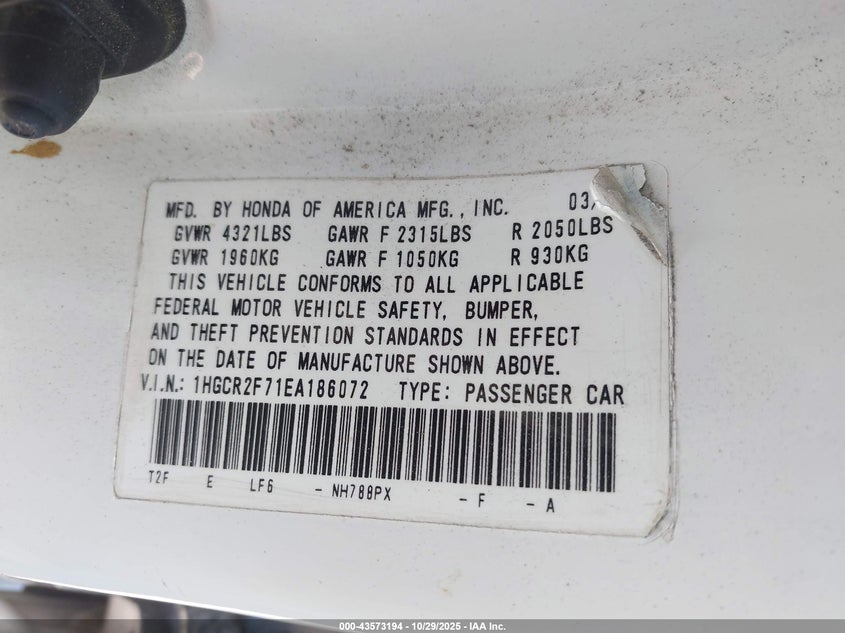 MFD. BY HONDA OF AMERICA MFG., INC. 03/
GVWR 4321LBS GAWR F 2315LBS R 2050LBS
GVWR 1960KG GAWR F 1050KG R 930KG
THIS VEHICLE CONFORMS TO ALL APPLICABLE
FEDERAL MOTOR VEHICLE SAFETY, BUMPER,
AND THEFT PREVENTION STANDARDS IN EFFECT
ON THE DATE OF MANUFACTURE SHOWN ABOVE.
V.I.N.: 1HGCR2F71EA186072 TYPE: PASSENGER CAR
T2F E LF6 - NH788PX - F - A
000-43573194 - 10/29/2025 - IAA Inc.